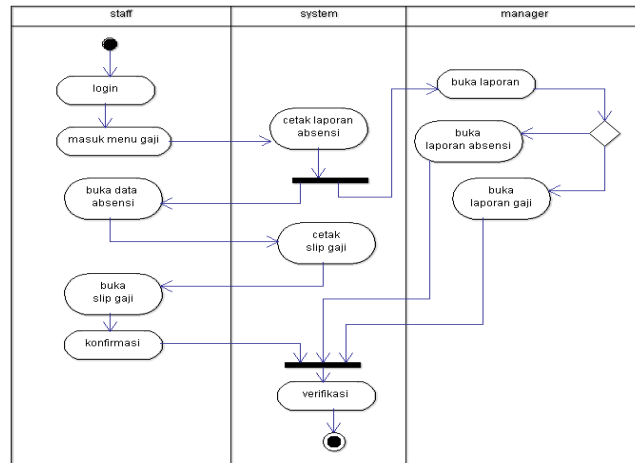 staff
system
manager
login
masuk menu gaji
cetak laporan
absensi
buka laporan
buka
laporan absensi
buka data
absensi
buka
laporan gaji
cetak
slip gaji
buka
slip gaji
konfirmasi
verifikasi